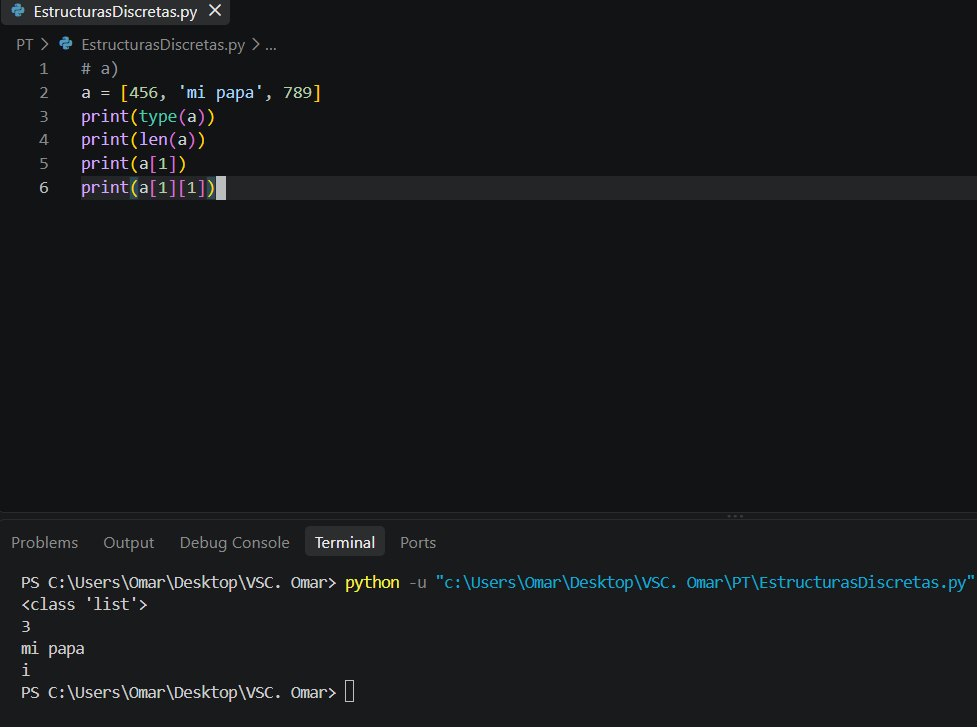 EstructurasDiscretas.py ×
PT > EstructurasDiscretas.py > ...
1 # a)
2 a = [456, 'mi papa', 789]
3 print(type(a))
4 print(len(a))
5 print(a[1])
6 print(a[1][1])
Problems Output Debug Console Terminal Ports
PS C:\Users\Omar\Desktop\VSC. Omar> python -u "c:\Users\Omar\Desktop\VSC. Omar\PT\EstructurasDiscretas.py"
<class 'list'>
3
mi papa
i
PS C:\Users\Omar\Desktop\VSC. Omar>